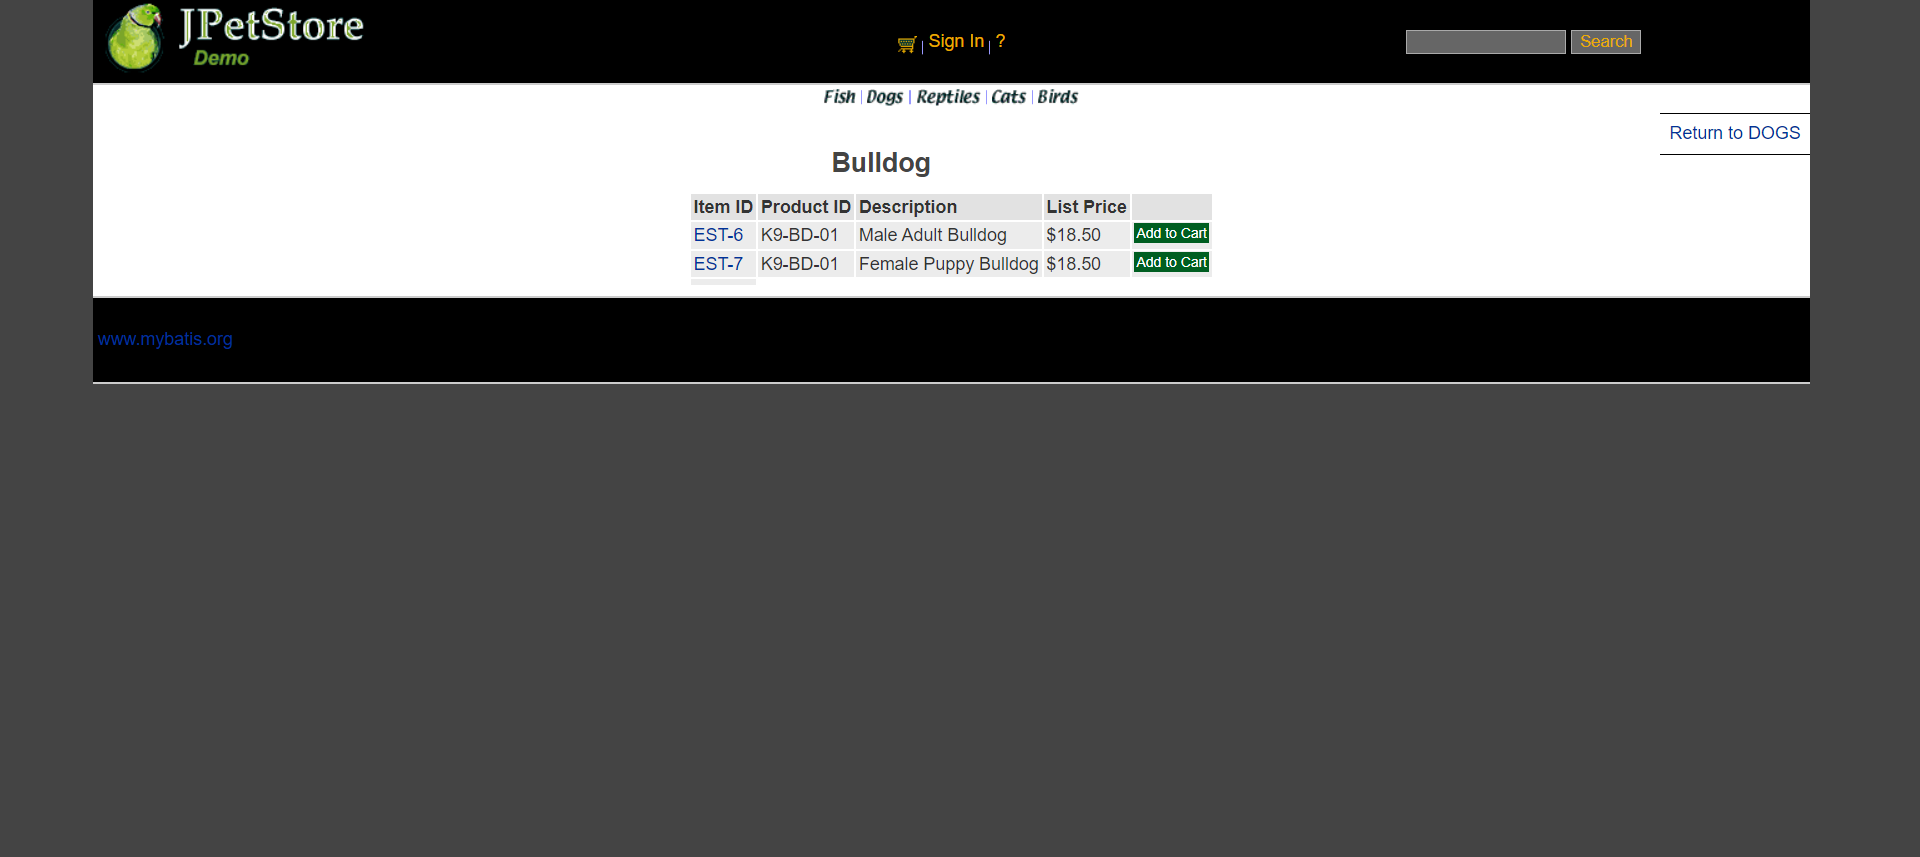 JPetStore
Demo
Sign In ?
Search
Fish Dogs Reptiles Cats Birds
Return to DOGS
Bulldog
Item ID Product ID Description List Price
EST-6 K9-BD-01 Male Adult Bulldog $18.50 Add to Cart
EST-7 K9-BD-01 Female Puppy Bulldog $18.50 Add to Cart
www.mybatis.org